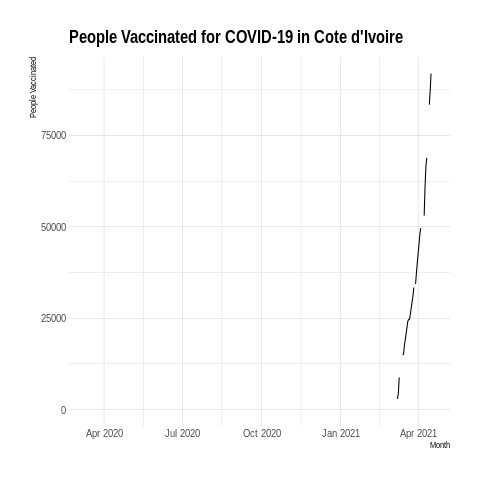 People Vaccinated for COVID-19 in Cote d'Ivoire
People Vaccinated
75000
50000
25000
0
Apr 2020 Jul 2020 Oct 2020 Jan 2021 Apr 2021
Month